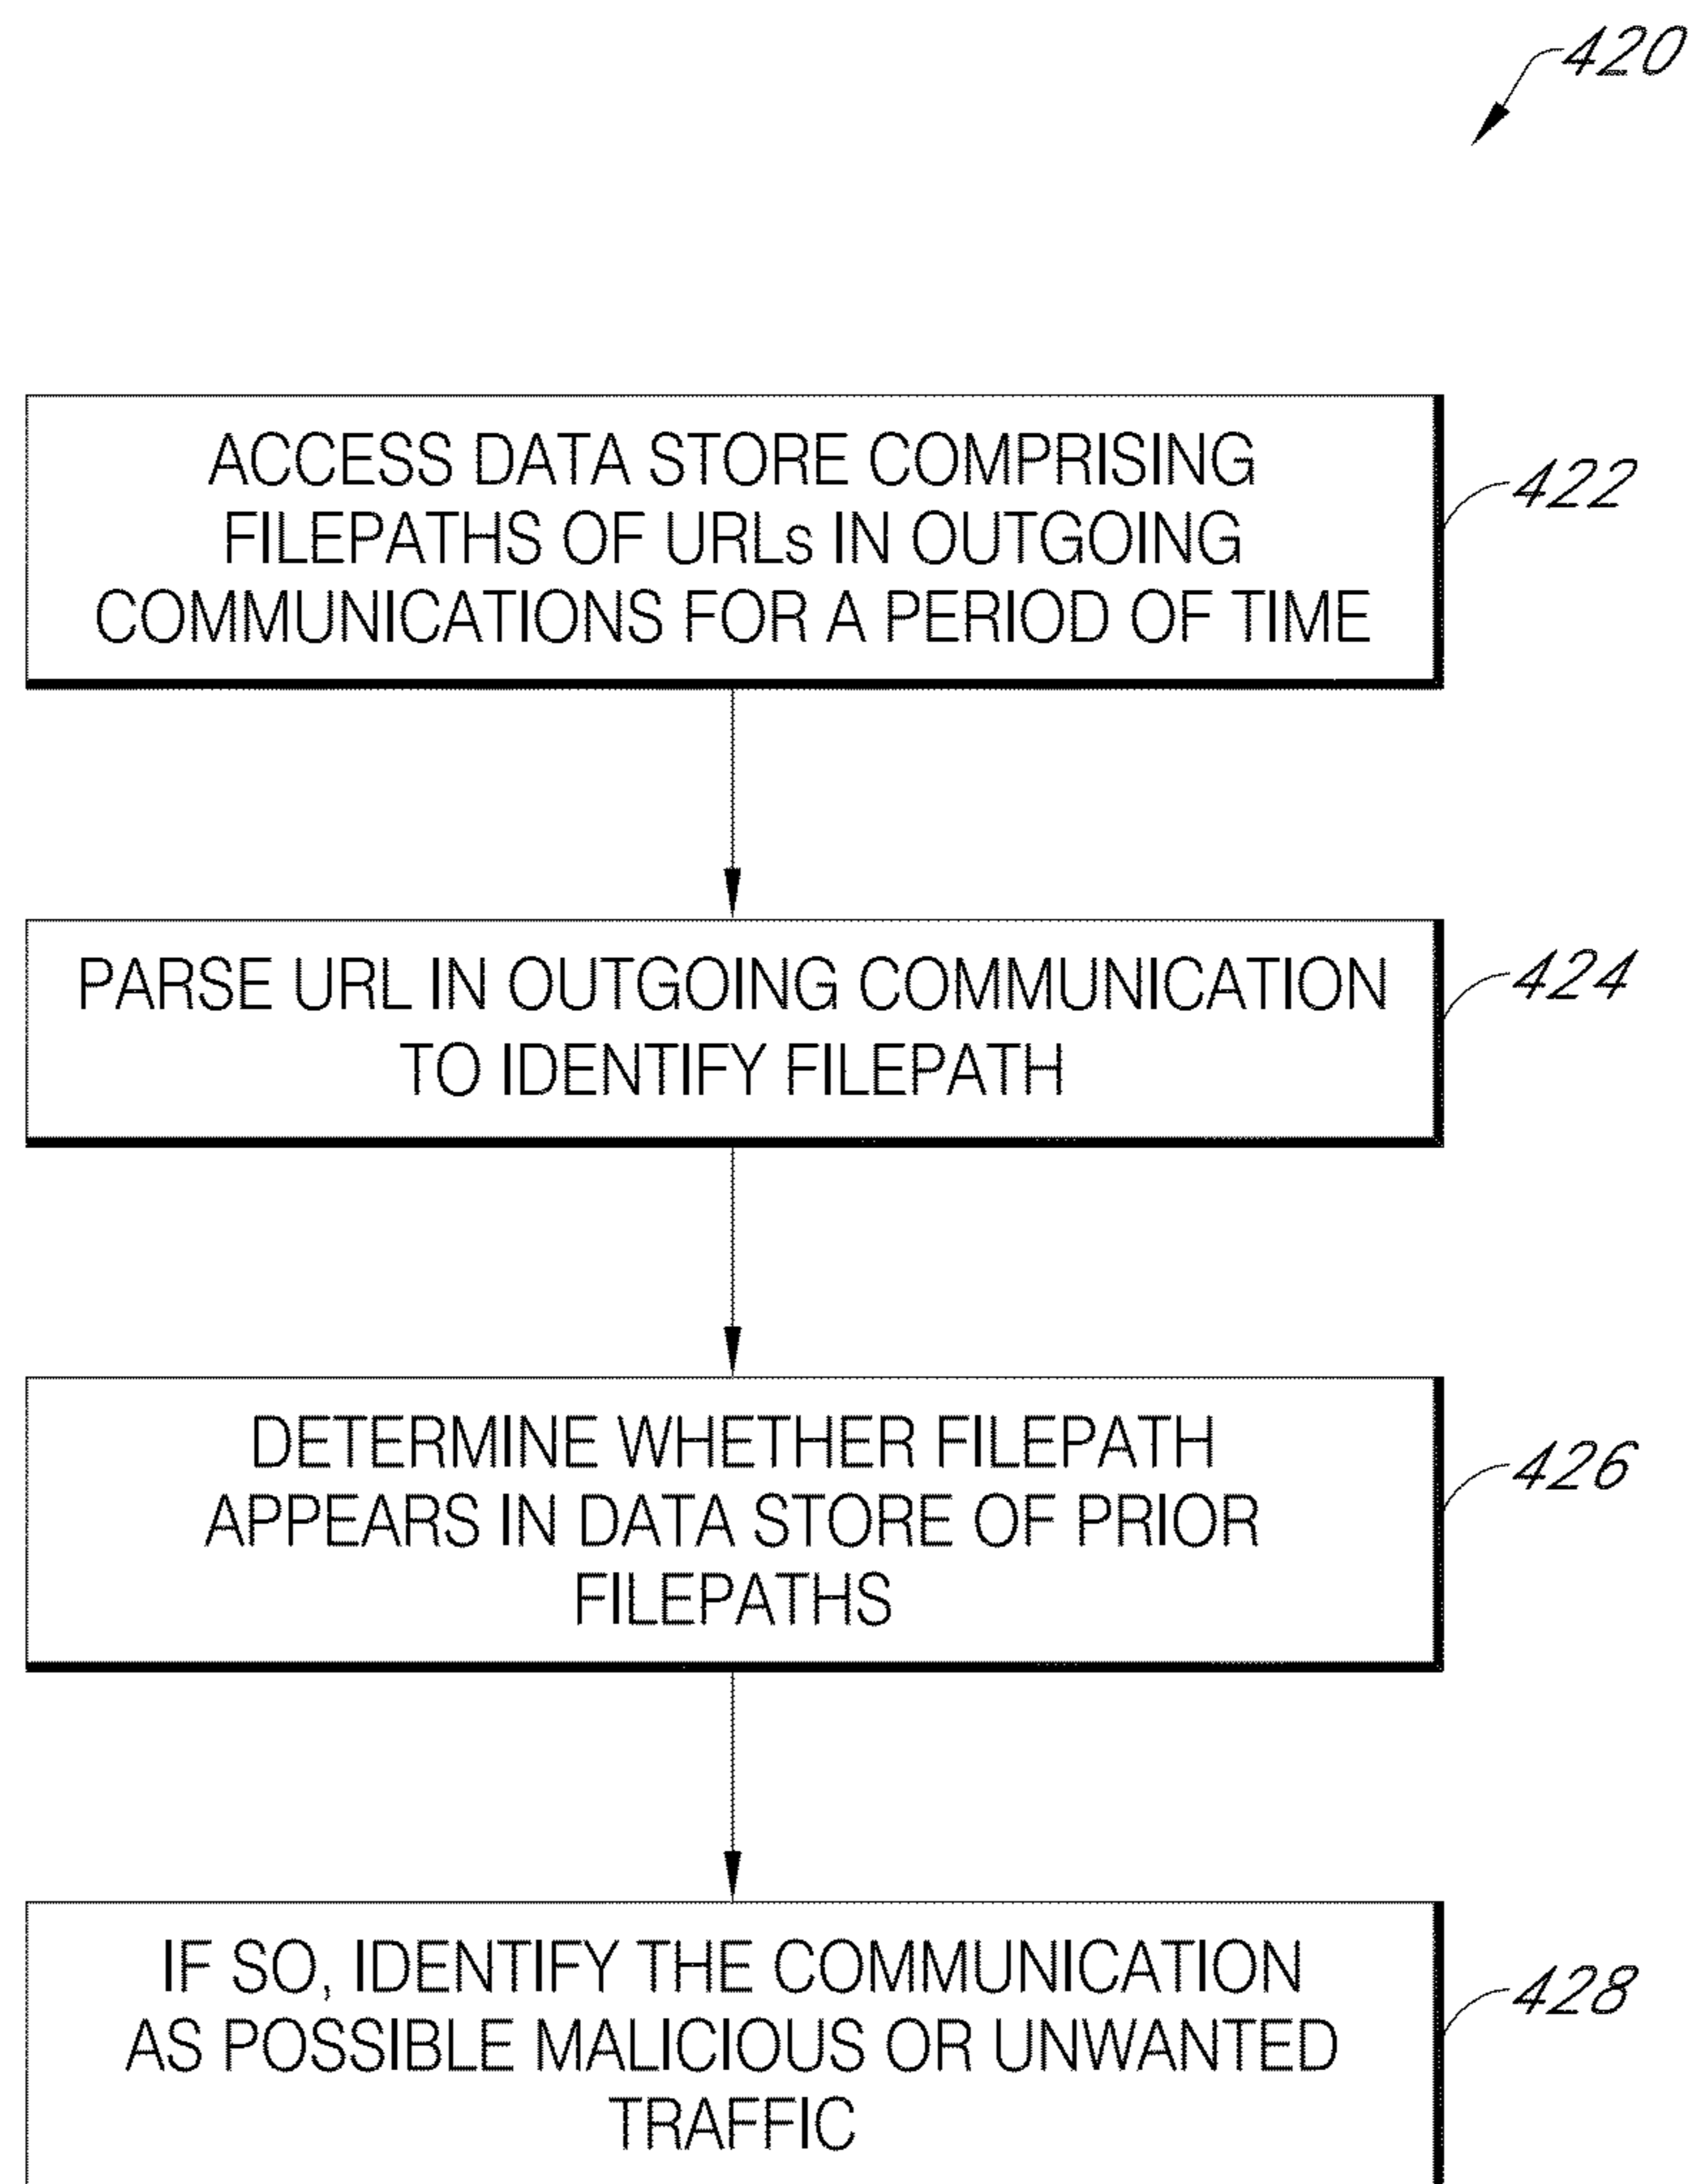 420
ACCESS DATA STORE COMPRISING
FILEPATHS OF URLs IN OUTGOING
COMMUNICATIONS FOR A PERIOD OF TIME
422
PARSE URL IN OUTGOING COMMUNICATION
TO IDENTIFY FILEPATH
424
DETERMINE WHETHER FILEPATH
APPEARS IN DATA STORE OF PRIOR
FILEPATHS
426
IF SO, IDENTIFY THE COMMUNICATION
AS POSSIBLE MALICIOUS OR UNWANTED
TRAFFIC
428